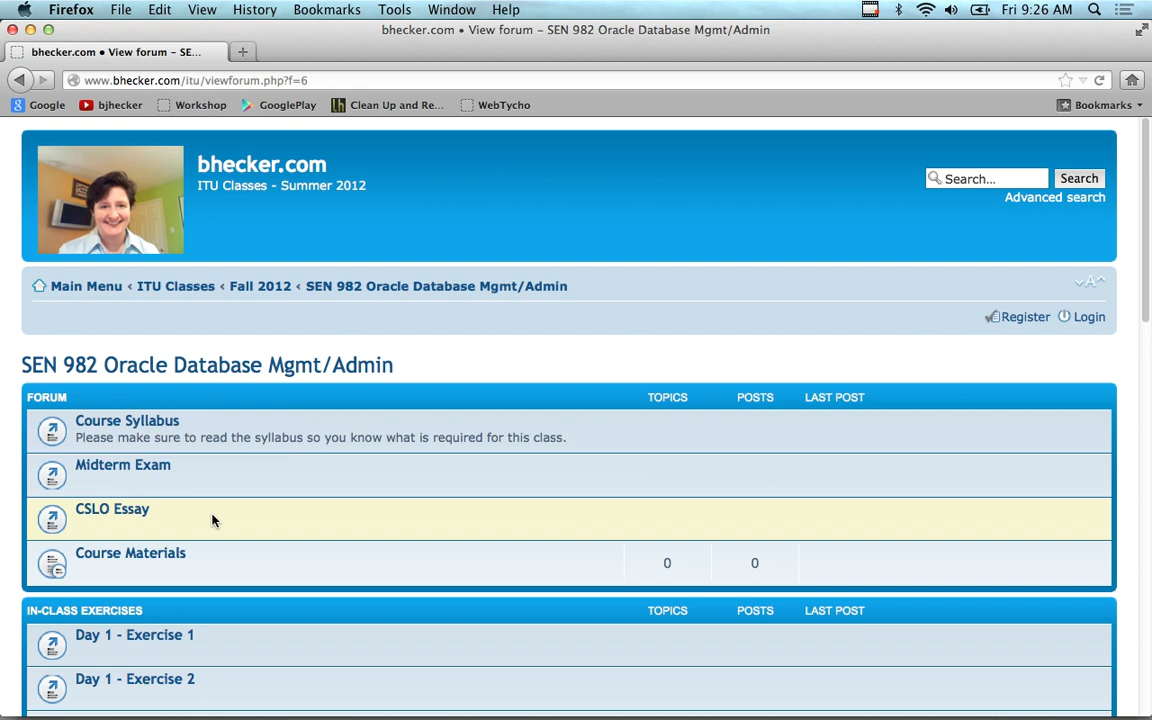 Firefox File Edit View History Bookmarks Tools Window Help Fri 9:26 AM
bhecker.com • View forum – SEN 982 Oracle Database Mgmt/Admin
bhecker.com • View forum – SE...
www.bhecker.com/itu/viewforum.php?f=6
Google bjhecker Workshop GooglePlay Clean Up and Re... WebTycho Bookmarks
bhecker.com
ITU Classes - Summer 2012
Search... Search
Advanced search
Main Menu ‹ ITU Classes ‹ Fall 2012 ‹ SEN 982 Oracle Database Mgmt/Admin
Register Login
SEN 982 Oracle Database Mgmt/Admin
FORUM TOPICS POSTS LAST POST
Course Syllabus
Please make sure to read the syllabus so you know what is required for this class.
Midterm Exam
CSLO Essay
Course Materials 0 0
IN-CLASS EXERCISES TOPICS POSTS LAST POST
Day 1 - Exercise 1
Day 1 - Exercise 2